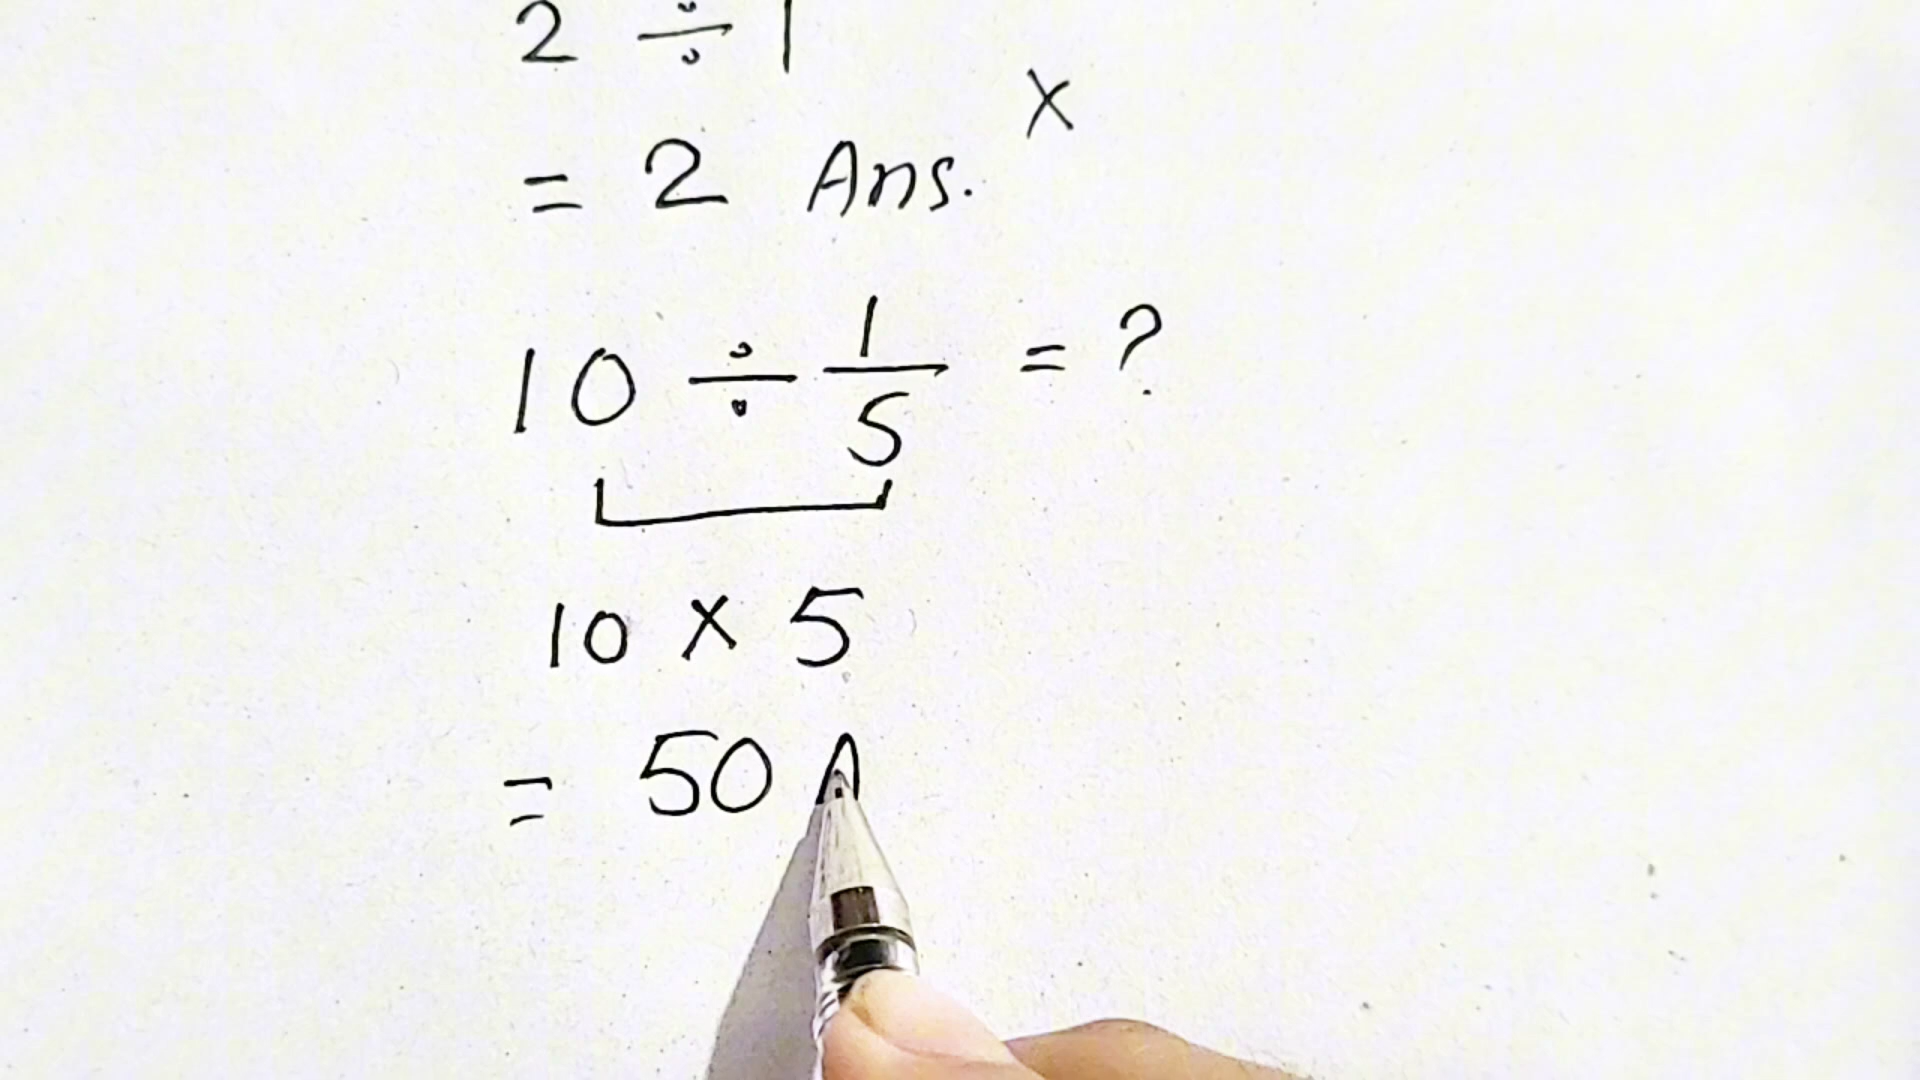 2 ÷ 1
= 2 Ans. X
10 ÷ 1/5 = ?
10 × 5
= 50 A